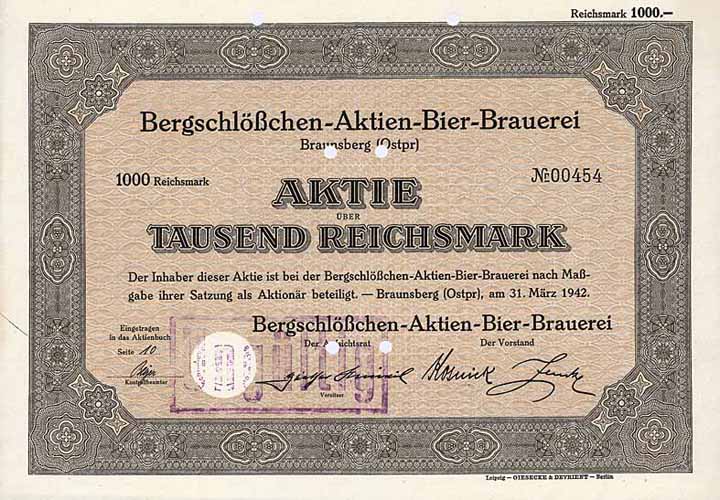 Reichsmark 1000.—
Bergschlößchen-Aktien-Bier-Brauerei
Braunsberg (Ostpr)
1000 Reichsmark
№ 00454
AKTIE
ÜBER
TAUSEND REICHSMARK
Der Inhaber dieser Aktie ist bei der Bergschlößchen-Aktien-Bier-Brauerei nach Maß-
gabe ihrer Satzung als Aktionär beteiligt. — Braunsberg (Ostpr), am 31. März 1942.
Bergschlößchen-Aktien-Bier-Brauerei
Der Aufsichtsrat
Der Vorstand
Eingetragen
in das Aktienbuch
Seite 10
Kontrollbeamter
Vorsitzer
Ungültig
Leipzig — GIESECKE & DEVRIENT — Berlin